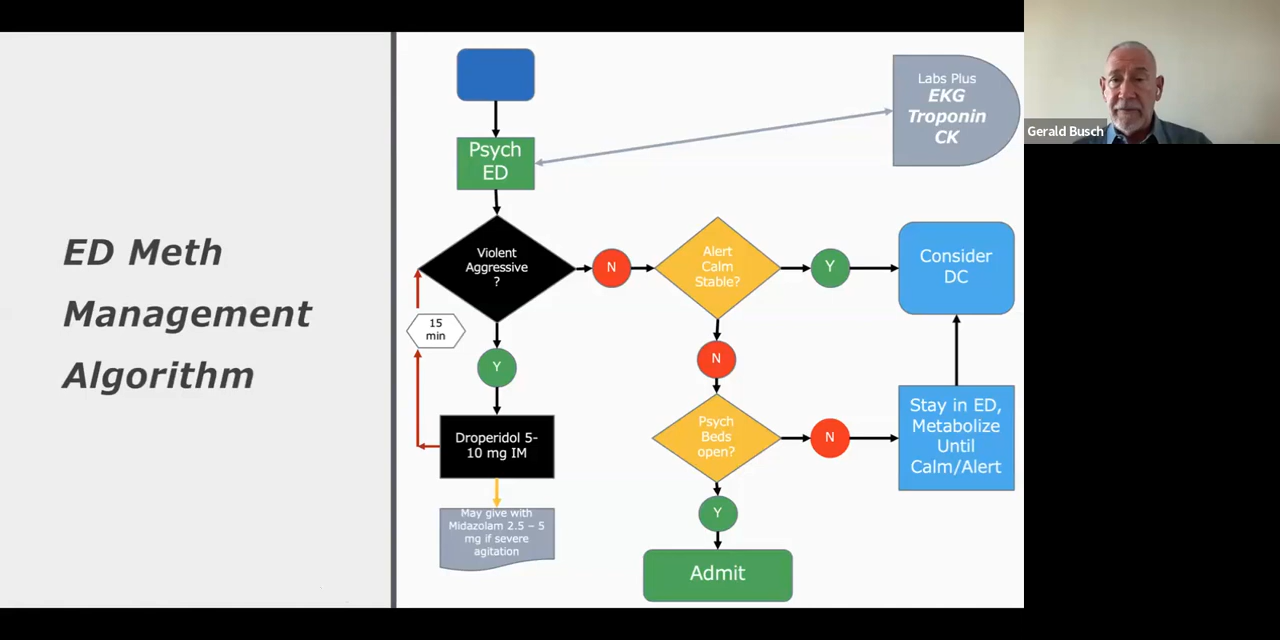 ED Meth
Management
Algorithm
Psych
ED
Labs Plus
EKG
Troponin
CK
Gerald Busch
Violent
Aggressive
?
N
Alert
Calm
Stable?
Y
Consider
DC
15
min
Y
N
Droperidol 5-
10 mg IM
Psych
Beds
open?
N
Stay in ED,
Metabolize
Until
Calm/Alert
May give with
Midazolam 2.5 – 5
mg if severe
agitation
Y
Admit